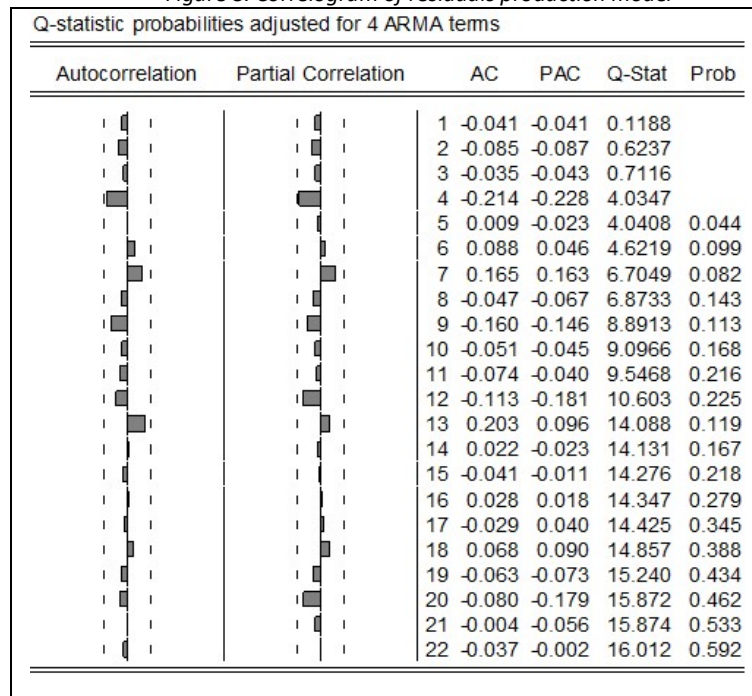 Figure 3: Correlogram of residuals production model
Q-statistic probabilities adjusted for 4 ARMA terms
Autocorrelation Partial Correlation AC PAC Q-Stat Prob
1 -0.041 -0.041 0.1188
2 -0.085 -0.087 0.6237
3 -0.035 -0.043 0.7116
4 -0.214 -0.228 4.0347
5 0.009 -0.023 4.0408 0.044
6 0.088 0.046 4.6219 0.099
7 0.165 0.163 6.7049 0.082
8 -0.047 -0.067 6.8733 0.143
9 -0.160 -0.146 8.8913 0.113
10 -0.051 -0.045 9.0966 0.168
11 -0.074 -0.040 9.5468 0.216
12 -0.113 -0.181 10.603 0.225
13 0.203 0.096 14.088 0.119
14 0.022 -0.023 14.131 0.167
15 -0.041 -0.011 14.276 0.218
16 0.028 0.018 14.347 0.279
17 -0.029 0.040 14.425 0.345
18 0.068 0.090 14.857 0.388
19 -0.063 -0.073 15.240 0.434
20 -0.080 -0.179 15.872 0.462
21 -0.004 -0.056 15.874 0.533
22 -0.037 -0.002 16.012 0.592